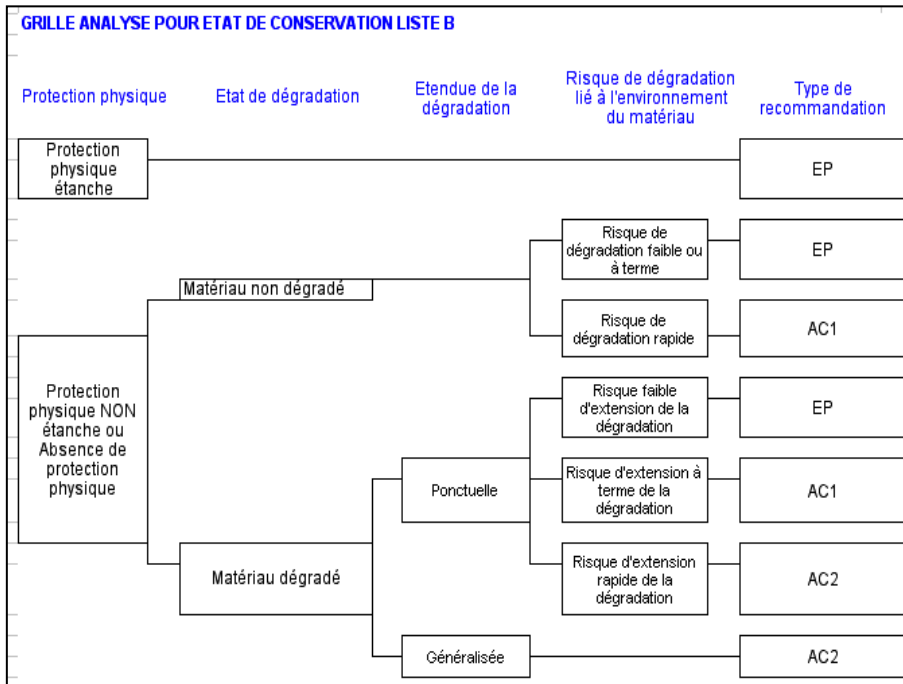 GRILLE ANALYSE POUR ETAT DE CONSERVATION LISTE B
Protection physique
Etat de dégradation
Etendue de la
dégradation
Risque de dégradation
lié à l'environnement
du matériau
Type de
recommandation
Protection
physique
étanche
EP
Risque de
dégradation faible ou
à terme
EP
Matériau non dégradé
Risque de
dégradation rapide
AC1
Protection
physique NON
étanche ou
Absence de
protection
physique
Risque faible
d'extension de la
dégradation
EP
Ponctuelle
Risque d'extension à
terme de la
dégradation
AC1
Matériau dégradé
Risque d'extension
rapide de la
dégradation
AC2
Généralisée
AC2